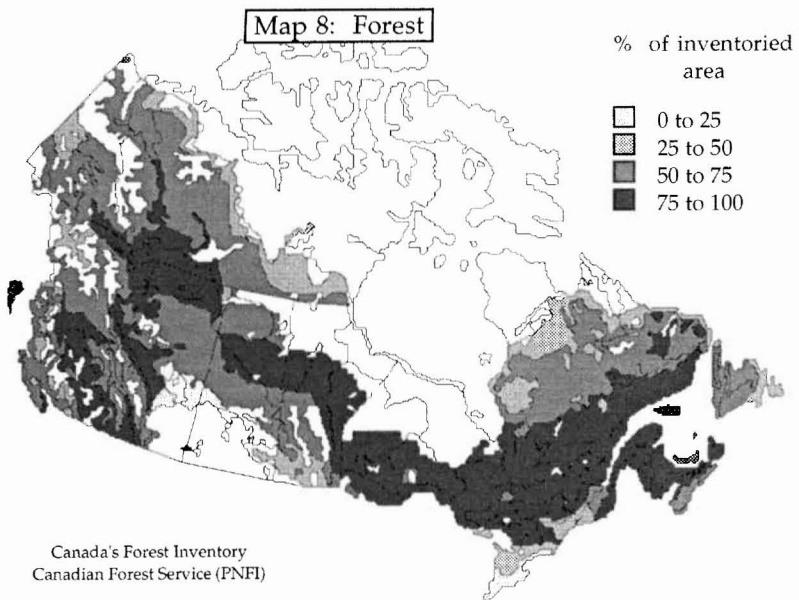 Map 8: Forest
% of inventoried
area
0 to 25
25 to 50
50 to 75
75 to 100
Canada's Forest Inventory
Canadian Forest Service (PNFI)